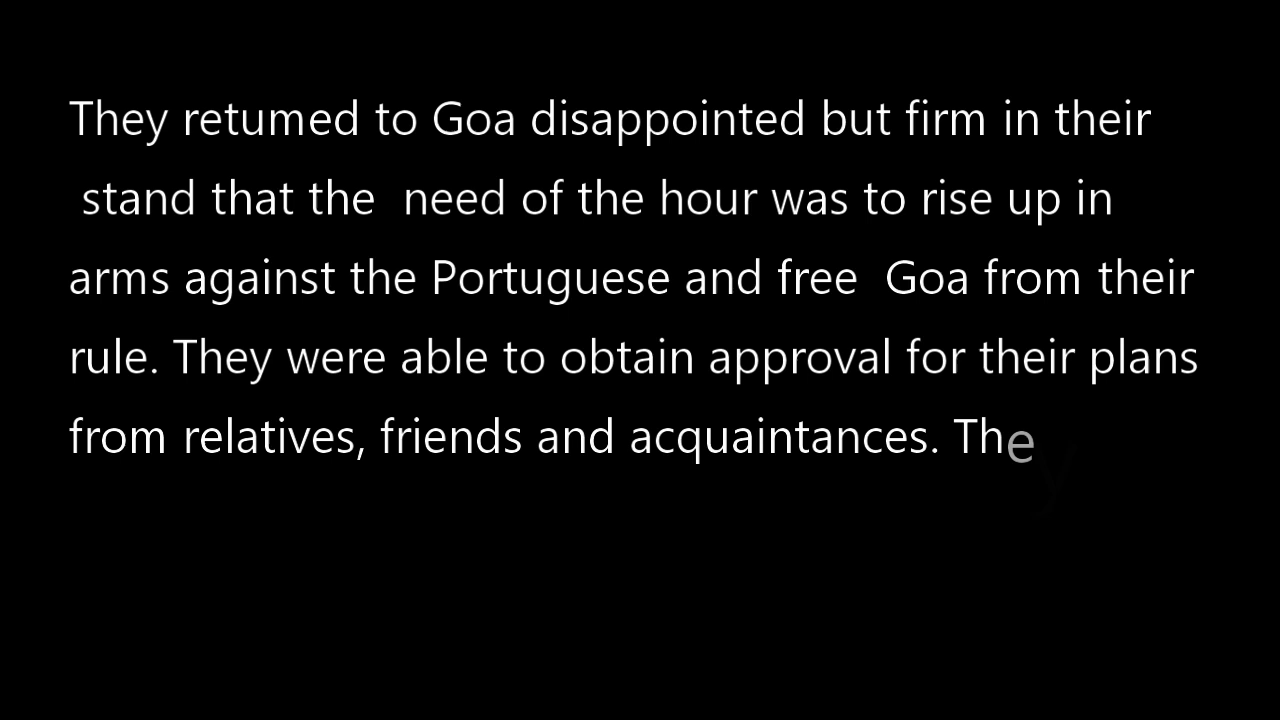 They retumed to Goa disappointed but firm in their
stand that the need of the hour was to rise up in
arms against the Portuguese and free Goa from their
rule. They were able to obtain approval for their plans
from relatives, friends and acquaintances. They